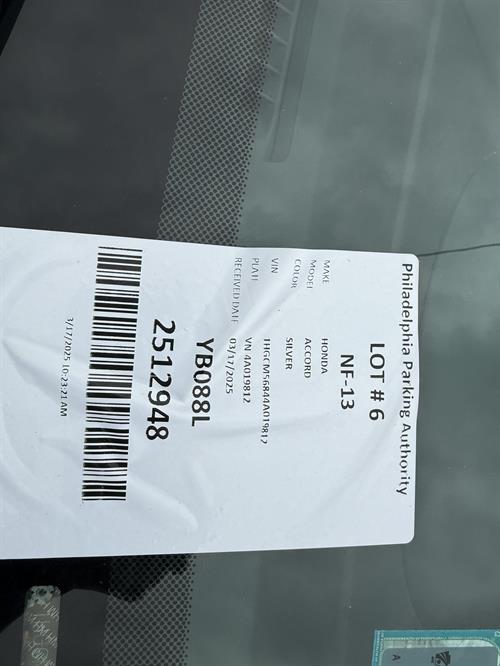 Philadelphia Parking Authority
LOT # 6
NF-13
MAKE HONDA
MODEL ACCORD
COLOR SILVER
VIN 1HGCM56844A019812
PLATE VN 4A019812
RECEIVED DATE 03/17/2025
YB088L
2512948
3/17/2025 10:23:21 AM
A